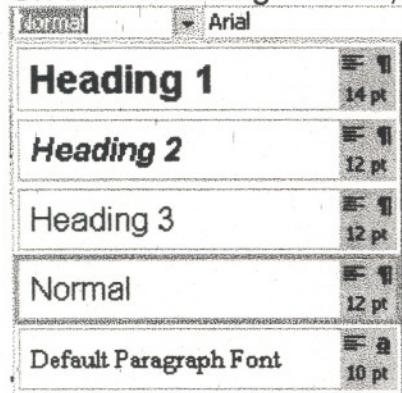 Normal Arial
Heading 1
14 pt
Heading 2
12 pt
Heading 3
12 pt
Normal
12 pt
Default Paragraph Font a
10 pt